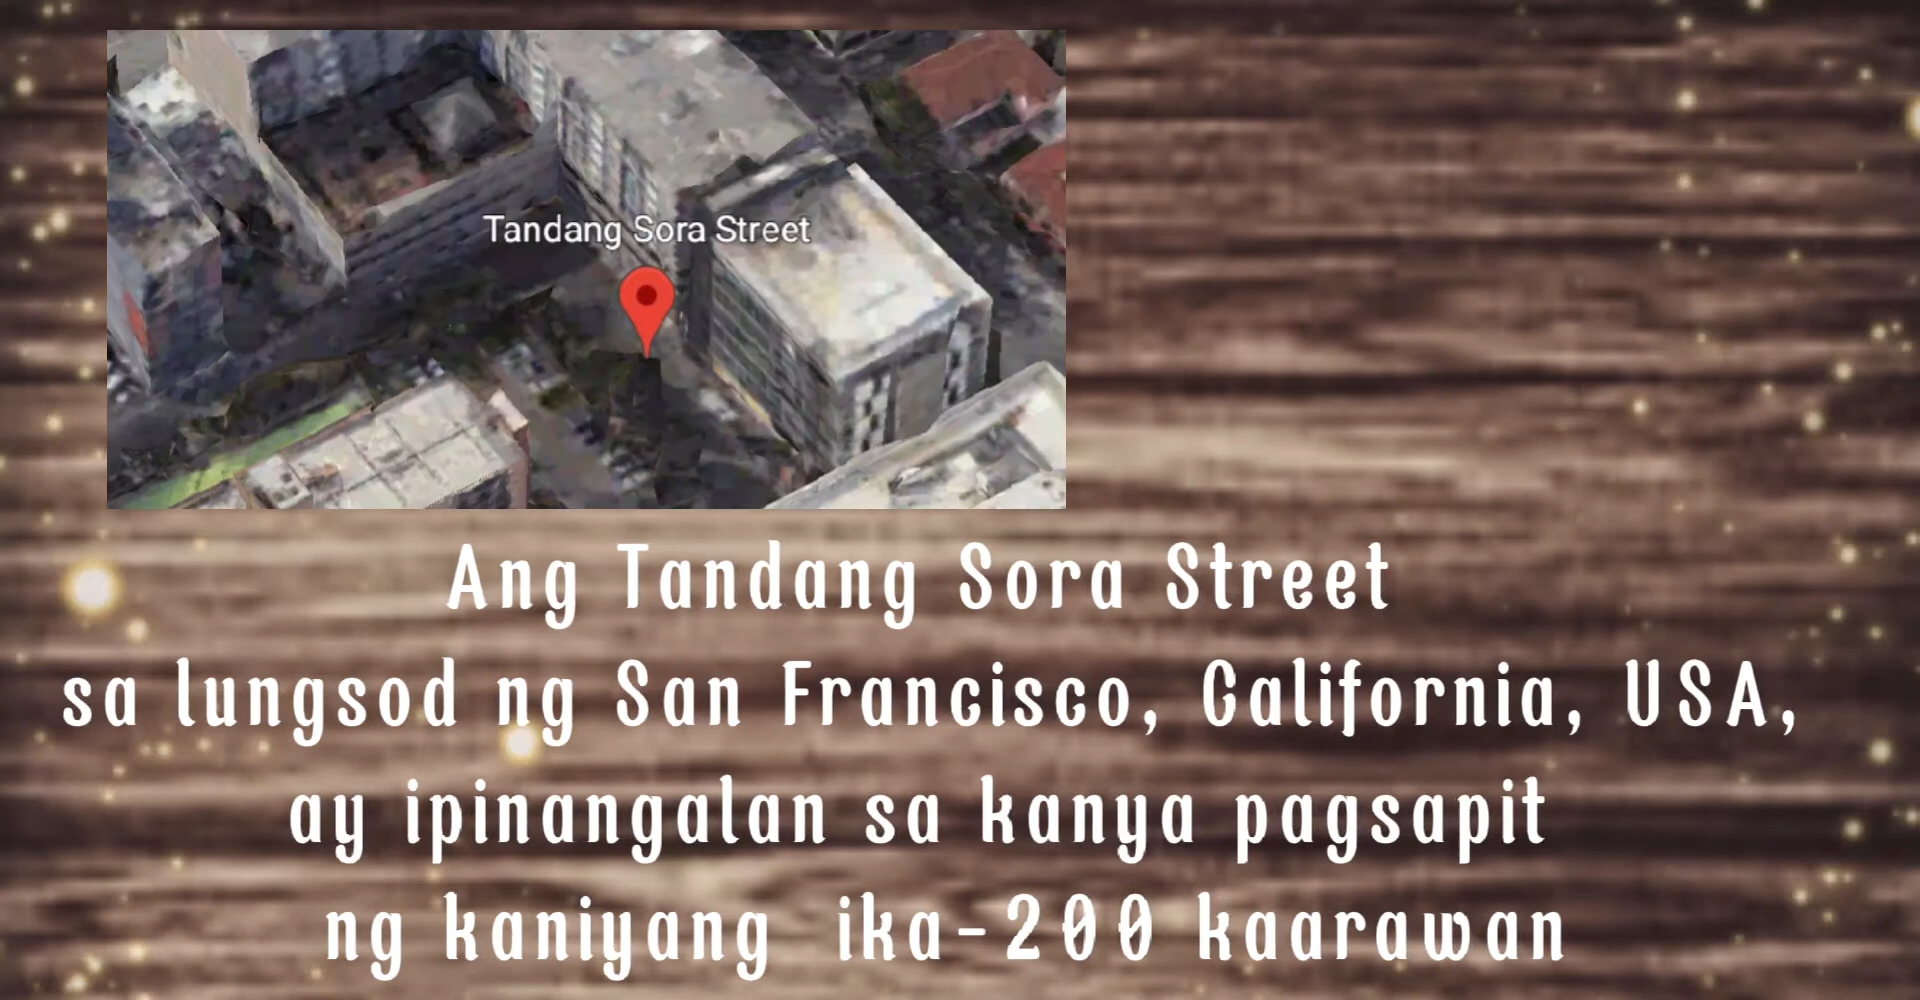 Tandang Sora Street
Ang Tandang Sora Street
sa lungsod ng San Francisco, California, USA,
ay ipinangalan sa kanya pagsapit
ng kaniyang ika-200 kaarawan